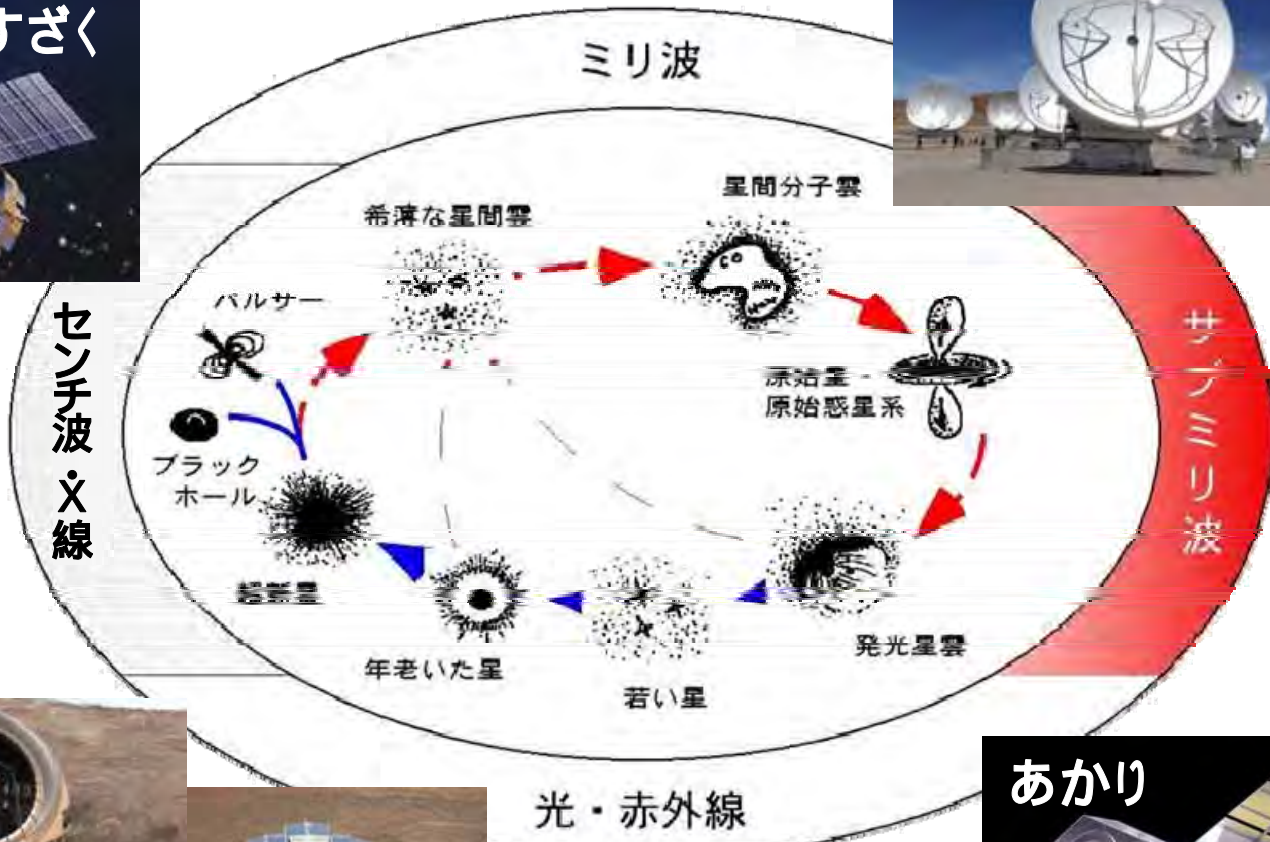 すざく
ミリ波
星間分子雲
希薄な星間雲
パルサー
センチ波・X線
サブミリ波
原始星・
原始惑星系
ブラック
ホール
超新星
発光星雲
年老いた星
若い星
あかり
光・赤外線